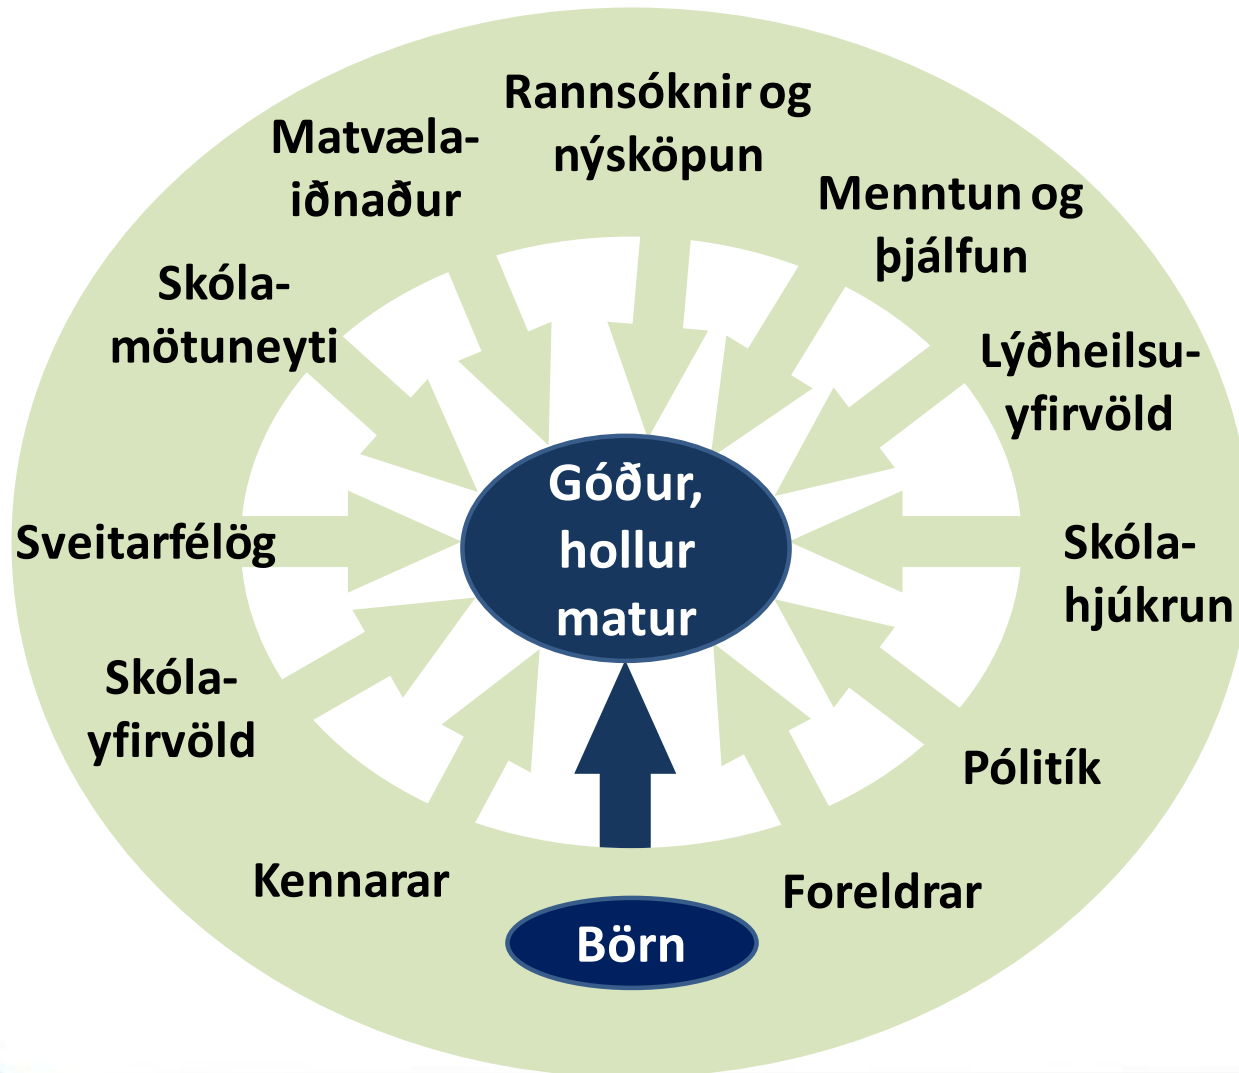 Rannsóknir og
nýsköpun
Matvæla-
iðnaður
Menntun og
þjálfun
Skóla-
mötuneyti
Lýðheilsu-
yfirvöld
Góður,
hollur
matur
Sveitarfélög
Skóla-
hjúkrun
Skóla-
yfirvöld
Pólitík
Kennarar
Foreldrar
Börn